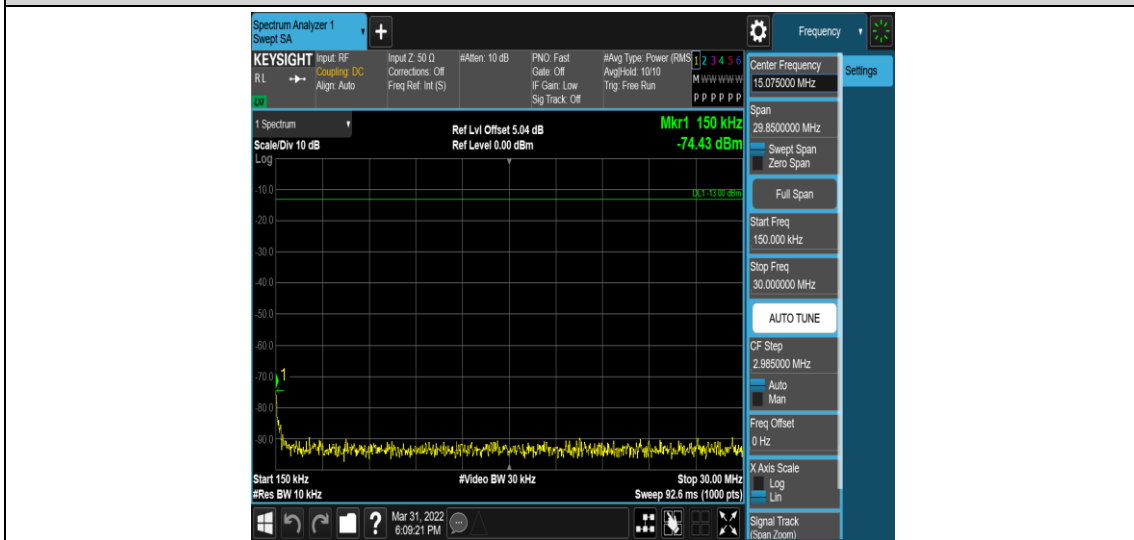 Spectrum Analyzer 1
Swept SA
+
Frequency
KEYSIGHT
RL
LXI
Input: RF
Coupling: DC
Align: Auto
Input Z: 50 Ω
Corrections: Off
Freq Ref: Int (S)
#Atten: 10 dB
PNO: Fast
Gate: Off
IF Gain: Low
Sig Track: Off
#Avg Type: Power (RMS
Avg|Hold: 10/10
Trig: Free Run
1 2 3 4 5 6
M W W W W W
P P P P P P
1 Spectrum
Scale/Div 10 dB
Log
Ref Lvl Offset 5.04 dB
Ref Level 0.00 dBm
Mkr1 150 kHz
-74.43 dBm
DL1 -13.00 dBm
-10.0
-20.0
-30.0
-40.0
-50.0
-60.0
-70.0
1
-80.0
-90.0
Start 150 kHz
#Res BW 10 kHz
#Video BW 30 kHz
Stop 30.00 MHz
Sweep 92.6 ms (1000 pts)
Center Frequency
15.075000 MHz
Settings
Span
29.8500000 MHz
Swept Span
Zero Span
Full Span
Start Freq
150.000 kHz
Stop Freq
30.000000 MHz
AUTO TUNE
CF Step
2.985000 MHz
Auto
Man
Freq Offset
0 Hz
X Axis Scale
Log
Lin
Signal Track
(Span Zoom)
?
Mar 31, 2022
6:09:21 PM